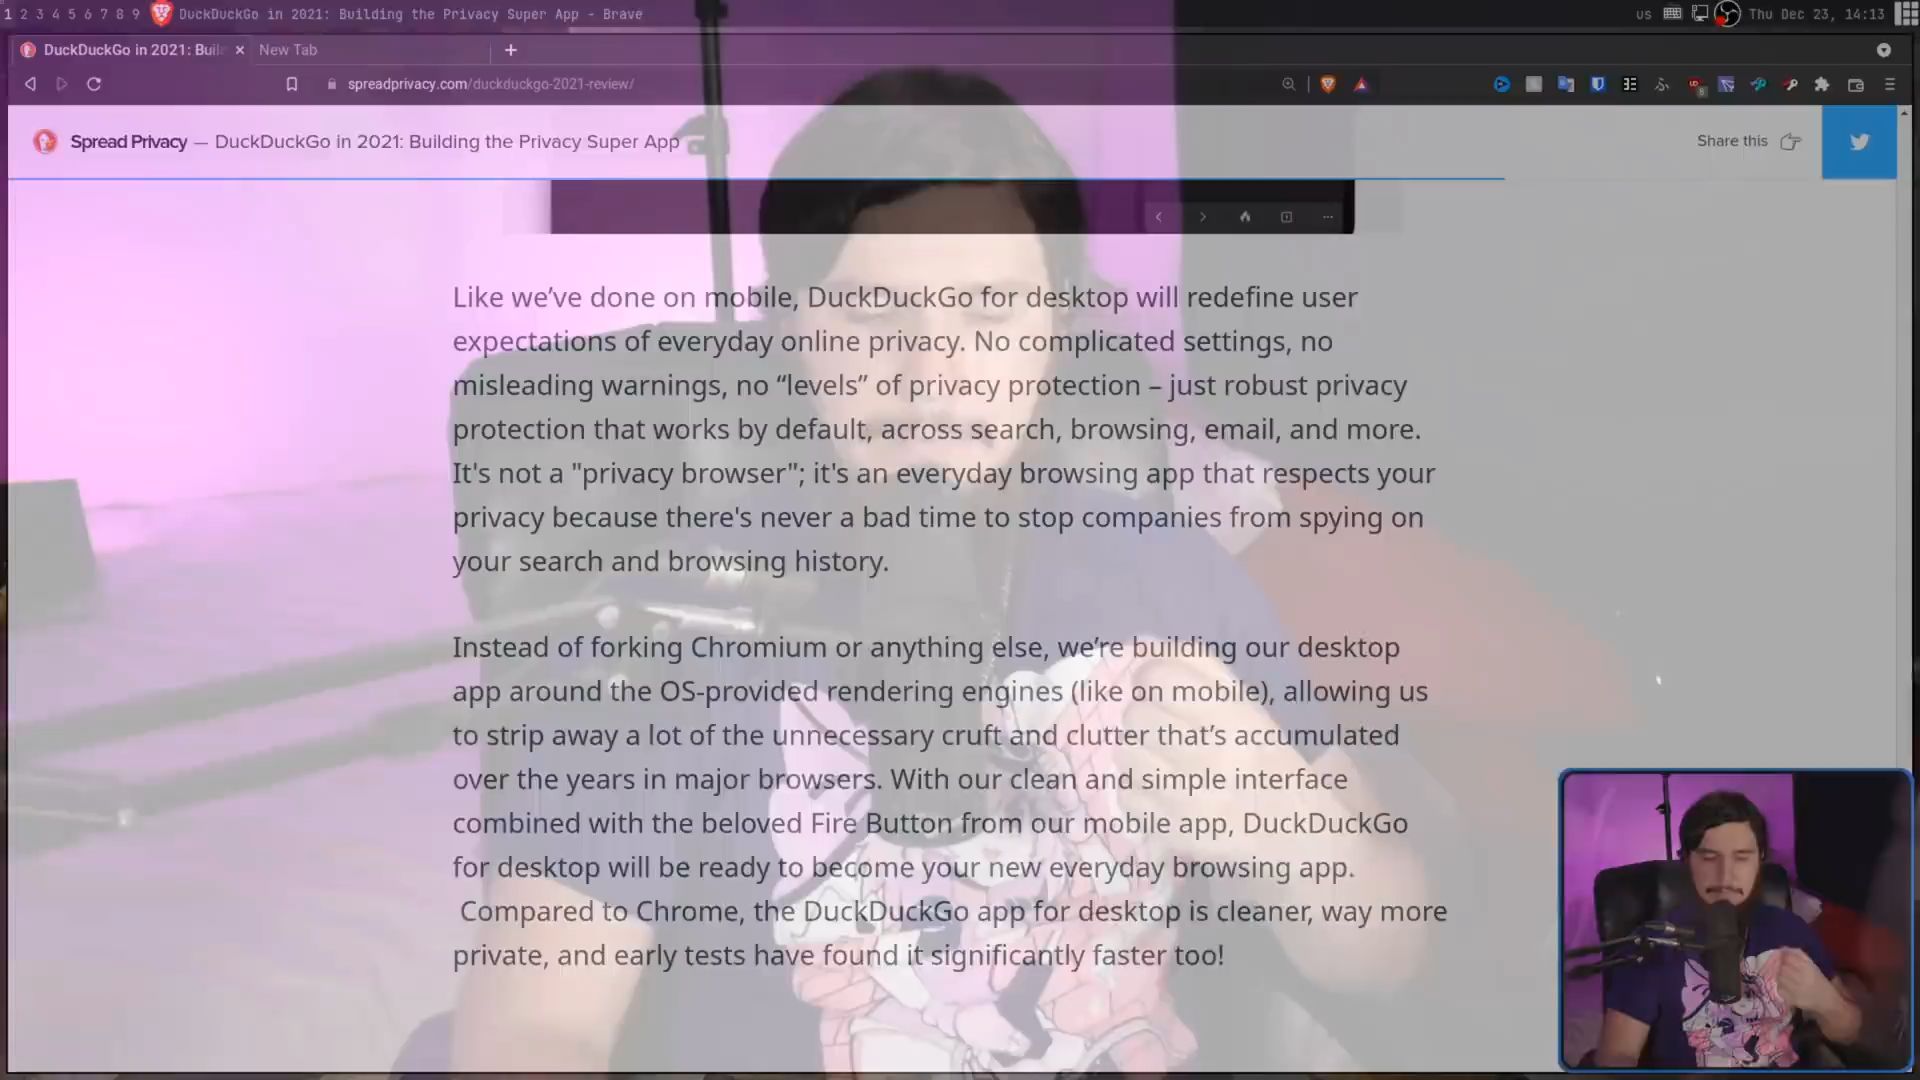 1 2 3 4 5 6 7 8 9 DuckDuckGo in 2021: Building the Privacy Super App - Brave
us Thu Dec 23, 14:13
DuckDuckGo in 2021: Buil
New Tab
spreadprivacy.com/duckduckgo-2021-review/
Spread Privacy — DuckDuckGo in 2021: Building the Privacy Super App
Share this
Like we’ve done on mobile, DuckDuckGo for desktop will redefine user
expectations of everyday online privacy. No complicated settings, no
misleading warnings, no “levels” of privacy protection – just robust privacy
protection that works by default, across search, browsing, email, and more.
It's not a "privacy browser"; it's an everyday browsing app that respects your
privacy because there's never a bad time to stop companies from spying on
your search and browsing history.
Instead of forking Chromium or anything else, we’re building our desktop
app around the OS-provided rendering engines (like on mobile), allowing us
to strip away a lot of the unnecessary cruft and clutter that’s accumulated
over the years in major browsers. With our clean and simple interface
combined with the beloved Fire Button from our mobile app, DuckDuckGo
for desktop will be ready to become your new everyday browsing app.
Compared to Chrome, the DuckDuckGo app for desktop is cleaner, way more
private, and early tests have found it significantly faster too!